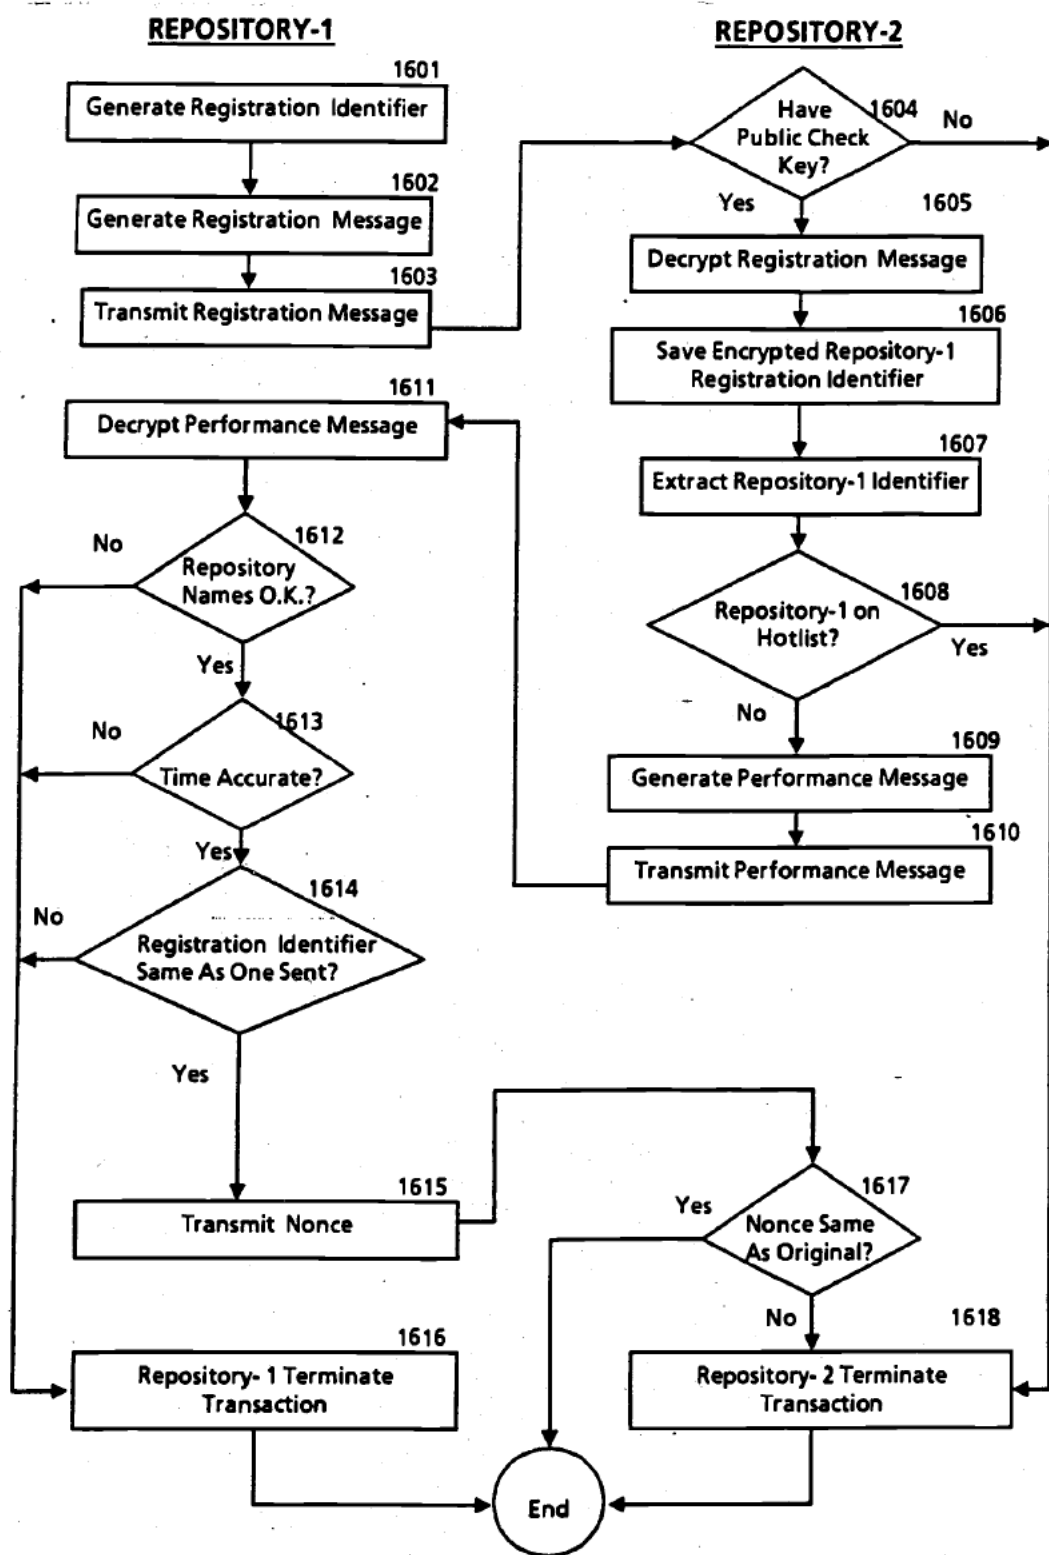 REPOSITORY-1
1601
Generate Registration Identifier
1602
Generate Registration Message
1603
Transmit Registration Message
1611
Decrypt Performance Message
No
1612
Repository
Names O.K.?
Yes
No
1613
Time Accurate?
Yes
1614
No
Registration Identifier
Same As One Sent?
Yes
1615
Transmit Nonce
1616
Repository- 1 Terminate
Transaction
REPOSITORY-2
1604
Have
Public Check
Key?
No
Yes
1605
Decrypt Registration Message
1606
Save Encrypted Repository-1
Registration Identifier
1607
Extract Repository-1 Identifier
1608
Repository-1 on
Hotlist?
Yes
No
1609
Generate Performance Message
1610
Transmit Performance Message
1617
Yes
Nonce Same
As Original?
No
1618
Repository- 2 Terminate
Transaction
End